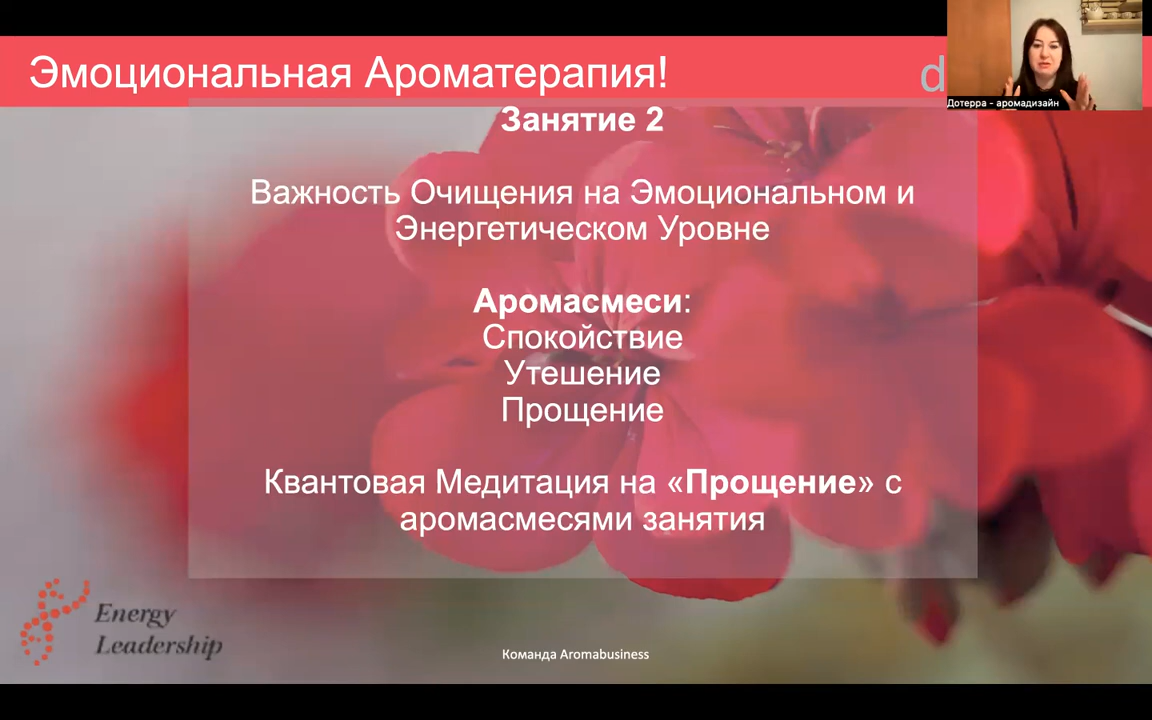 Эмоциональная Ароматерапия!
d
Дотерра - аромадизайн
Занятие 2
Важность Очищения на Эмоциональном и
Энергетическом Уровне
Аромасмеси:
Спокойствие
Утешение
Прощение
Квантовая Медитация на «Прощение» с
аромасмесями занятия
Energy
Leadership
Команда Aromabusiness